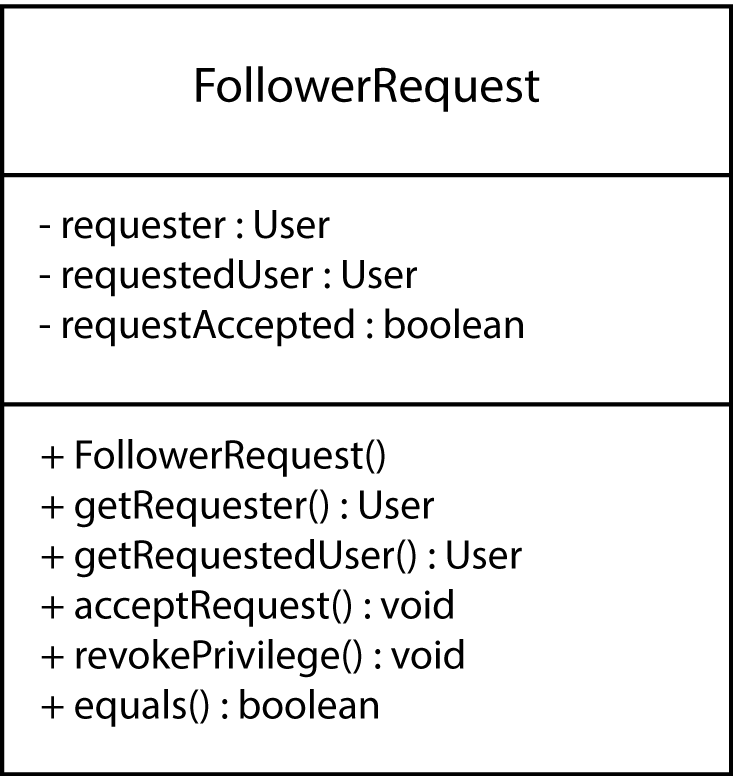 FollowerRequest
- requester : User
- requestedUser : User
- requestAccepted : boolean
+ FollowerRequest()
+ getRequester() : User
+ getRequestedUser() : User
+ acceptRequest() : void
+ revokePrivilege() : void
+ equals() : boolean